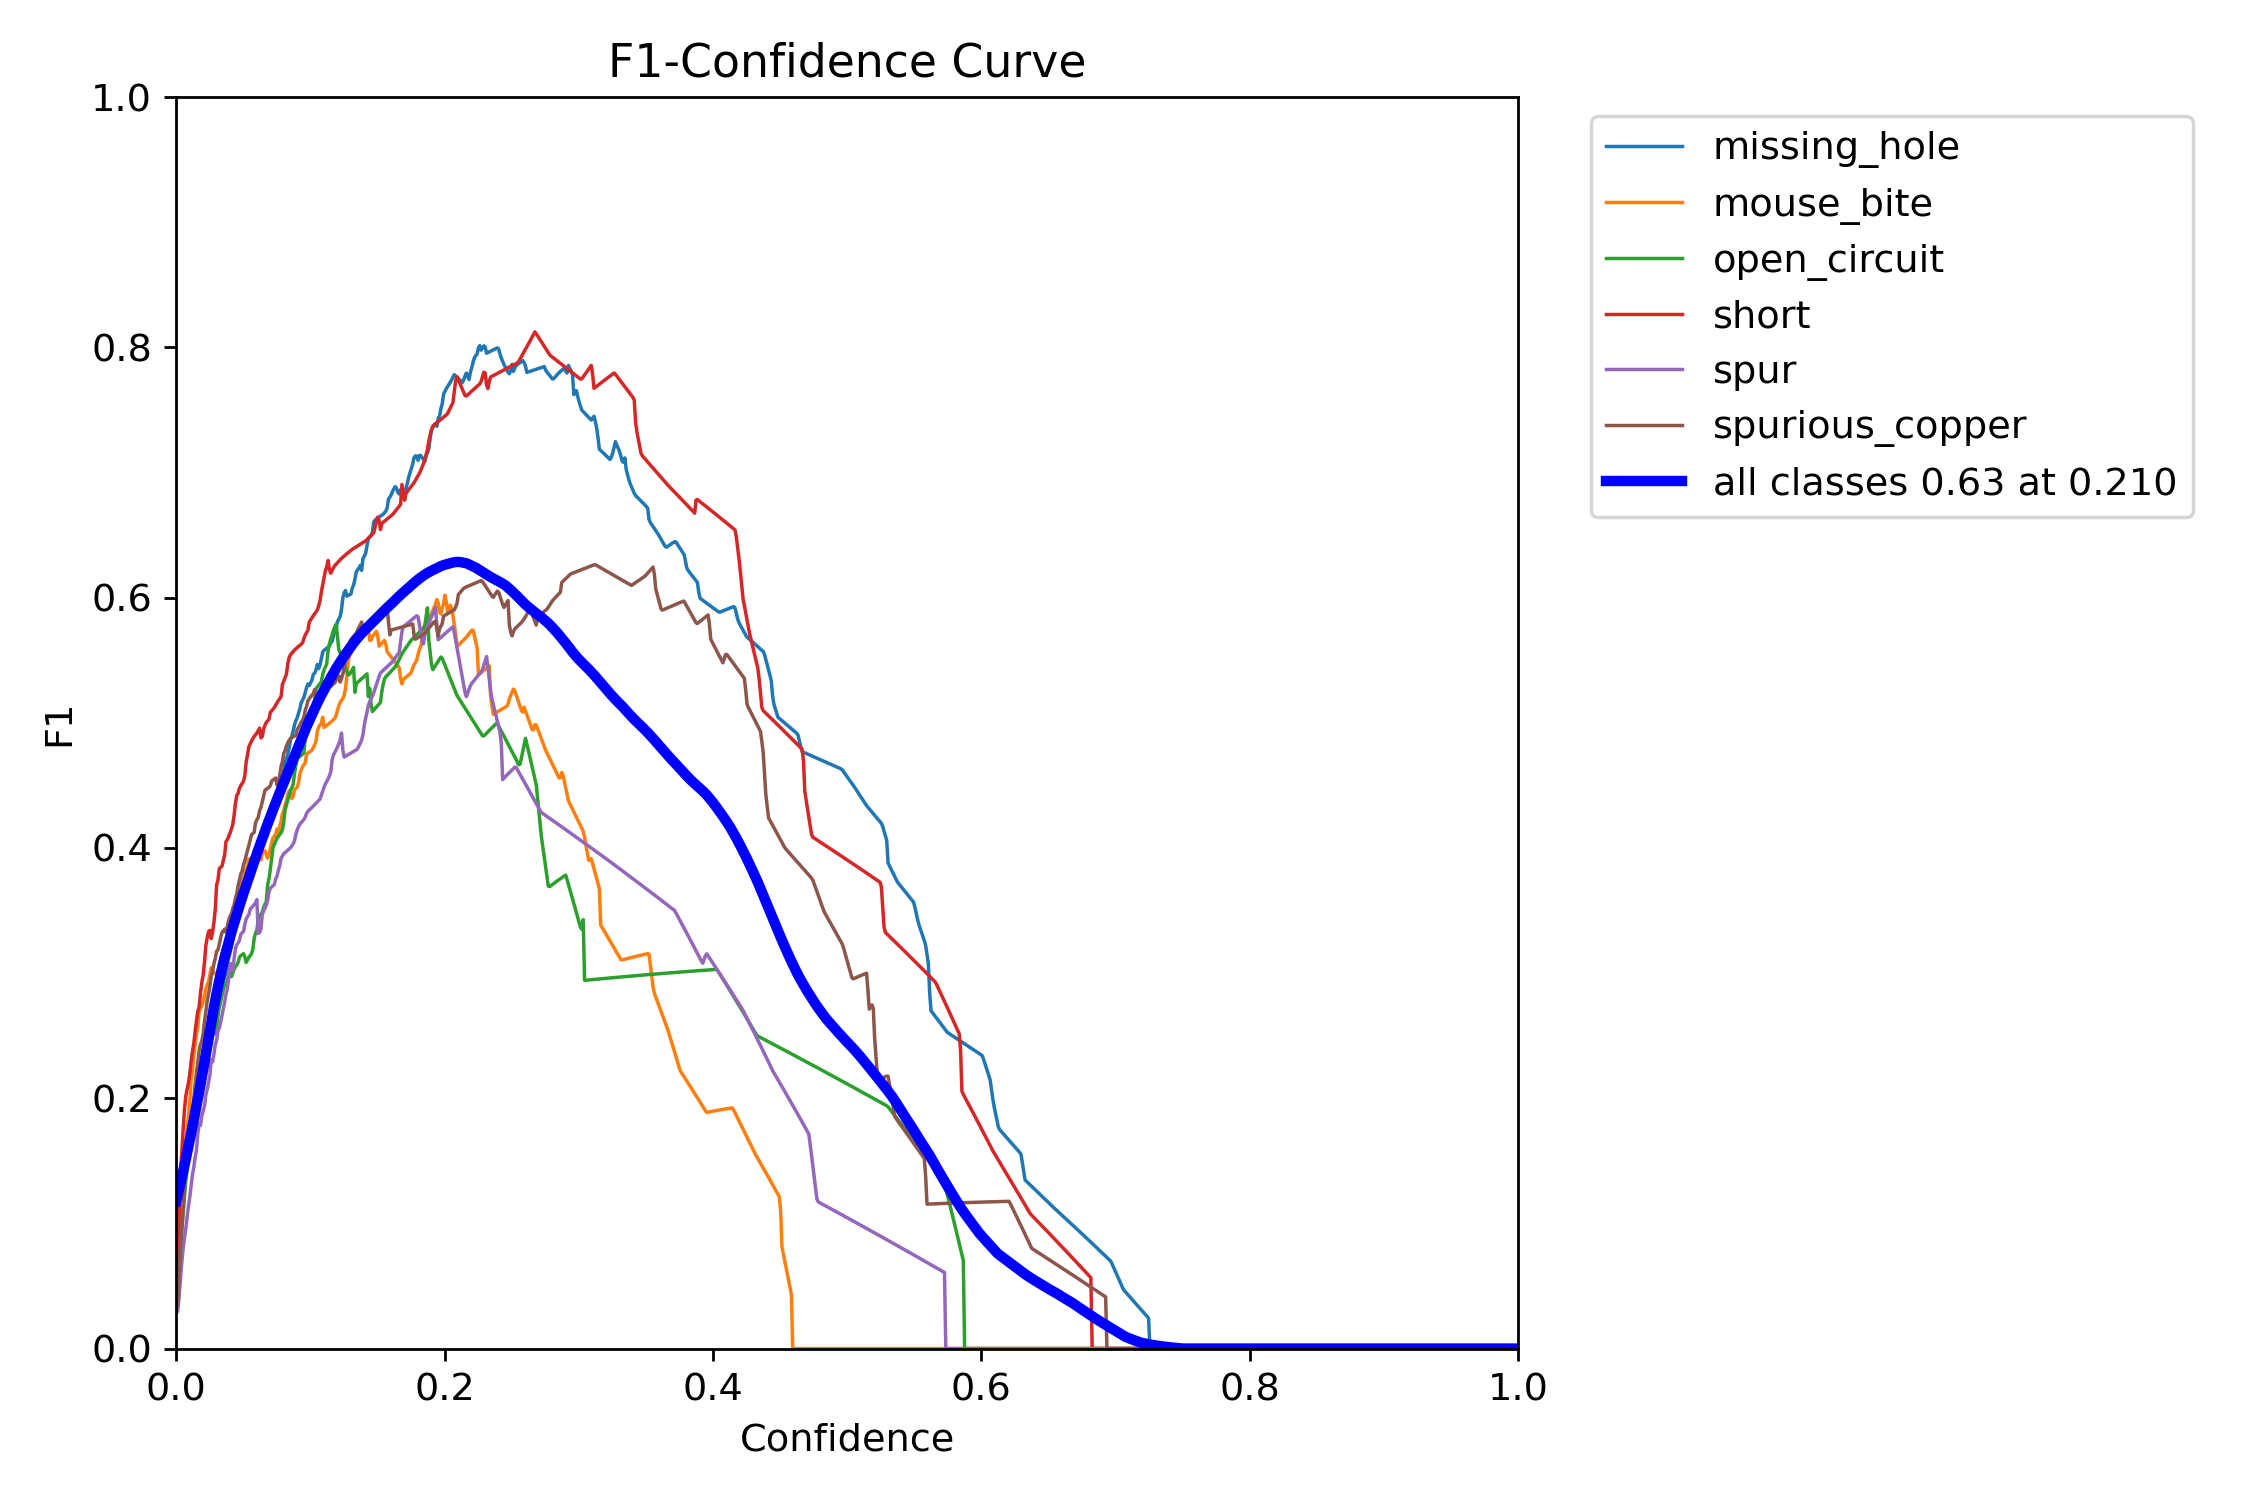 F1-Confidence Curve
1.0
0.8
0.6
0.4
0.2
0.0
F1
0.0 0.2 0.4 0.6 0.8 1.0
Confidence
missing_hole
mouse_bite
open_circuit
short
spur
spurious_copper
all classes 0.63 at 0.210